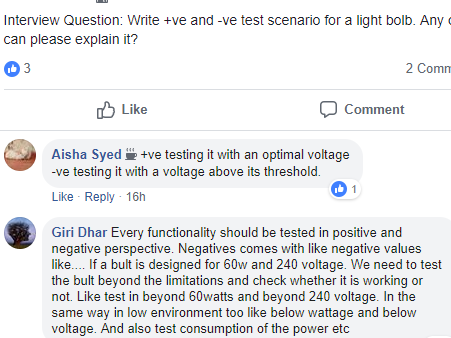 Interview Question: Write +ve and -ve test scenario for a light bolb. Any
can please explain it?
3
2 Comm
Like
Comment
Aisha Syed ☕ +ve testing it with an optimal voltage
-ve testing it with a voltage above its threshold.
1
Like · Reply · 16h
Giri Dhar Every functionality should be tested in positive and
negative perspective. Negatives comes with like negative values
like.... If a bult is designed for 60w and 240 voltage. We need to test
the bult beyond the limitations and check whether it is working or
not. Like test in beyond 60watts and beyond 240 voltage. In the
same way in low environment too like below wattage and below
voltage. And also test consumption of the power etc